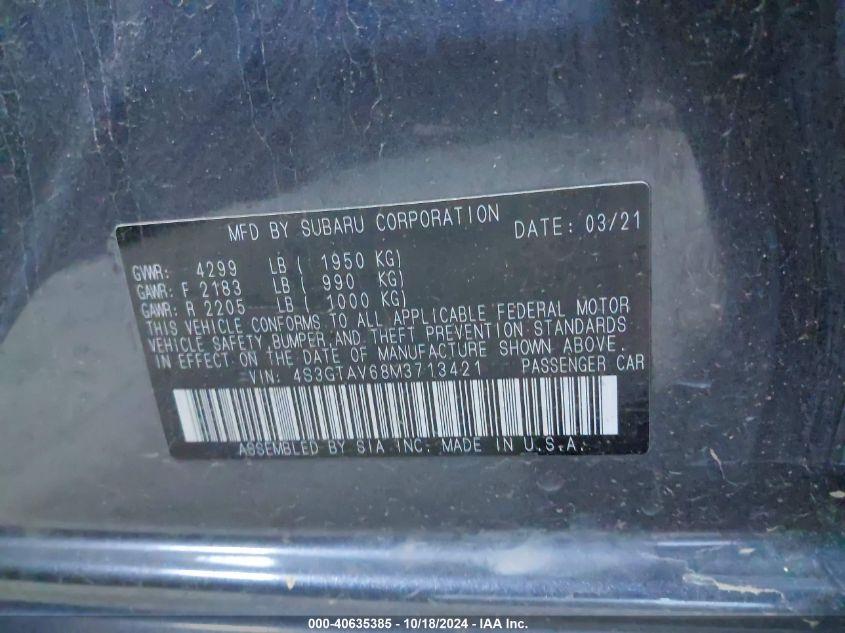 MFD BY SUBARU CORPORATION DATE: 03/21
GVWR: 4299 LB ( 1950 KG)
GAWR: F 2183 LB ( 990 KG)
GAWR: R 2205 LB ( 1000 KG)
THIS VEHICLE CONFORMS TO ALL APPLICABLE FEDERAL MOTOR
VEHICLE SAFETY, BUMPER, AND THEFT PREVENTION STANDARDS
IN EFFECT ON THE DATE OF MANUFACTURE SHOWN ABOVE.
VIN: 4S3GTAV68M3713421 PASSENGER CAR
ASSEMBLED BY SIA INC. MADE IN U.S.A.
000-40635385 - 10/18/2024 - IAA Inc.